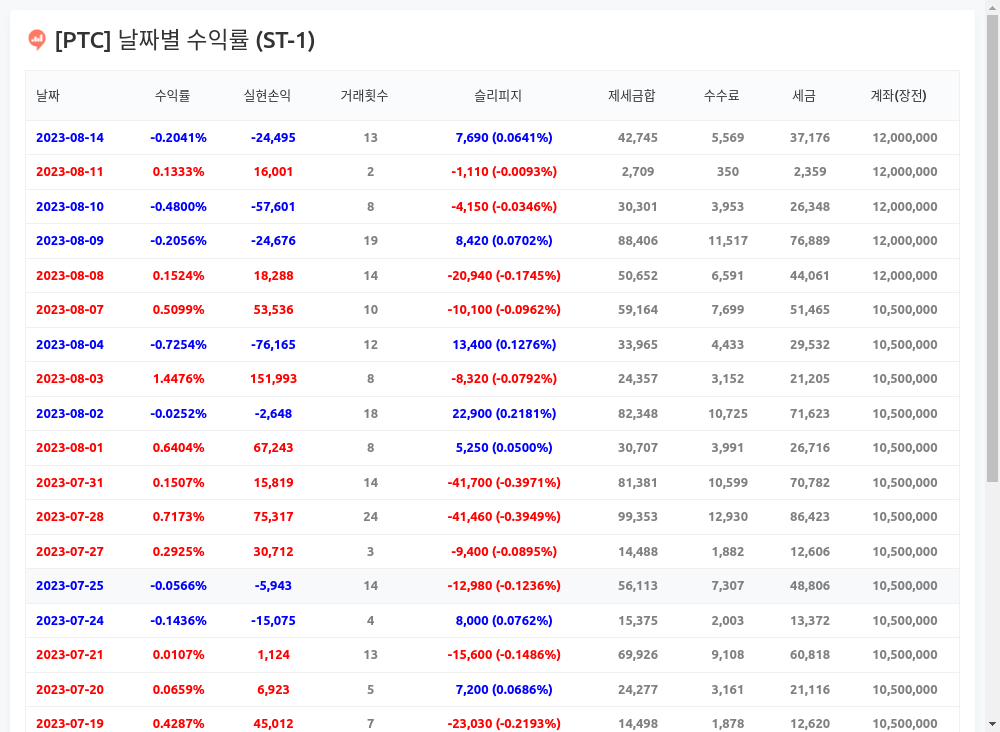 [PTC] 날짜별 수익률 (ST-1)
날짜 수익률 실현손익 거래횟수 슬리피지 제세금합 수수료 세금 계좌(장전)
2023-08-14 -0.2041% -24,495 13 7,690 (0.0641%) 42,745 5,569 37,176 12,000,000
2023-08-11 0.1333% 16,001 2 -1,110 (-0.0093%) 2,709 350 2,359 12,000,000
2023-08-10 -0.4800% -57,601 8 -4,150 (-0.0346%) 30,301 3,953 26,348 12,000,000
2023-08-09 -0.2056% -24,676 19 8,420 (0.0702%) 88,406 11,517 76,889 12,000,000
2023-08-08 0.1524% 18,288 14 -20,940 (-0.1745%) 50,652 6,591 44,061 12,000,000
2023-08-07 0.5099% 53,536 10 -10,100 (-0.0962%) 59,164 7,699 51,465 10,500,000
2023-08-04 -0.7254% -76,165 12 13,400 (0.1276%) 33,965 4,433 29,532 10,500,000
2023-08-03 1.4476% 151,993 8 -8,320 (-0.0792%) 24,357 3,152 21,205 10,500,000
2023-08-02 -0.0252% -2,648 18 22,900 (0.2181%) 82,348 10,725 71,623 10,500,000
2023-08-01 0.6404% 67,243 8 5,250 (0.0500%) 30,707 3,991 26,716 10,500,000
2023-07-31 0.1507% 15,819 14 -41,700 (-0.3971%) 81,381 10,599 70,782 10,500,000
2023-07-28 0.7173% 75,317 24 -41,460 (-0.3949%) 99,353 12,930 86,423 10,500,000
2023-07-27 0.2925% 30,712 3 -9,400 (-0.0895%) 14,488 1,882 12,606 10,500,000
2023-07-25 -0.0566% -5,943 14 -12,980 (-0.1236%) 56,113 7,307 48,806 10,500,000
2023-07-24 -0.1436% -15,075 4 8,000 (0.0762%) 15,375 2,003 13,372 10,500,000
2023-07-21 0.0107% 1,124 13 -15,600 (-0.1486%) 69,926 9,108 60,818 10,500,000
2023-07-20 0.0659% 6,923 5 7,200 (0.0686%) 24,277 3,161 21,116 10,500,000
2023-07-19 0.4287% 45,012 7 -23,030 (-0.2193%) 14,498 1,878 12,620 10,500,000